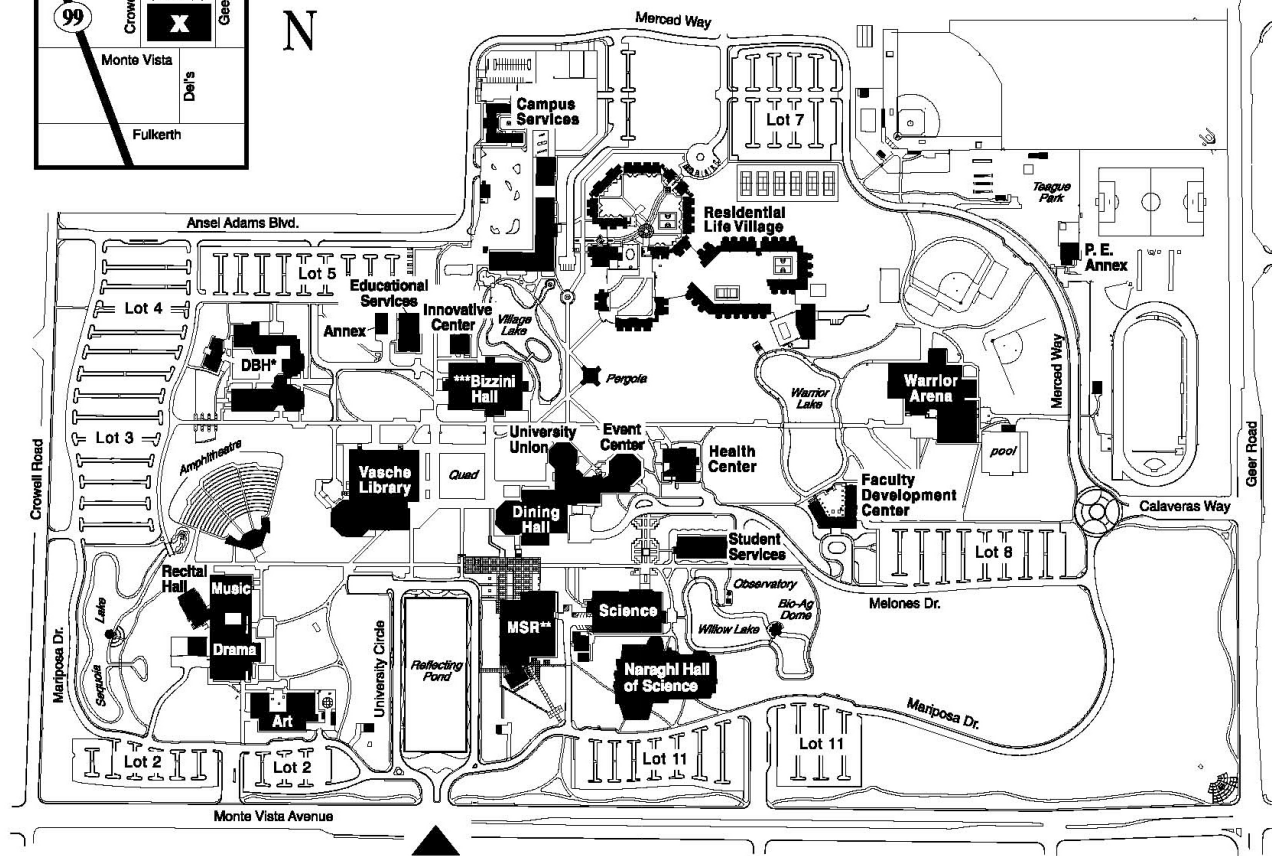 99
Crow
X
Gee
Monte Vista
Del's
Fulkerth
N
Merced Way
Campus
Services
Lot 7
Teague
Park
Residential
Life Village
P. E.
Annex
Ansel Adams Blvd.
Lot 5
Educational
Services
Lot 4
Annex
Innovative
Center
Village
Lake
DBH*
***Bizzini
Hall
Pergola
Warrior
Lake
Warrior
Arena
Merced Way
Lot 3
Amphitheatre
University
Union
Event
Center
Health
Center
pool
Vasche
Library
Quad
Crowell Road
Geer Road
Faculty
Development
Center
Dining
Hall
Calaveras Way
Student
Services
Lot 8
Recital
Hall
Music
Observatory
Bio-Ag
Dome
Melones Dr.
Science
Sequoia Lake
MSR**
Willow Lake
Drama
Mariposa Dr.
University Circle
Reflecting
Pond
Naraghi Hall
of Science
Art
Mariposa Dr.
Lot 2
Lot 2
Lot 11
Lot 11
Monte Vista Avenue